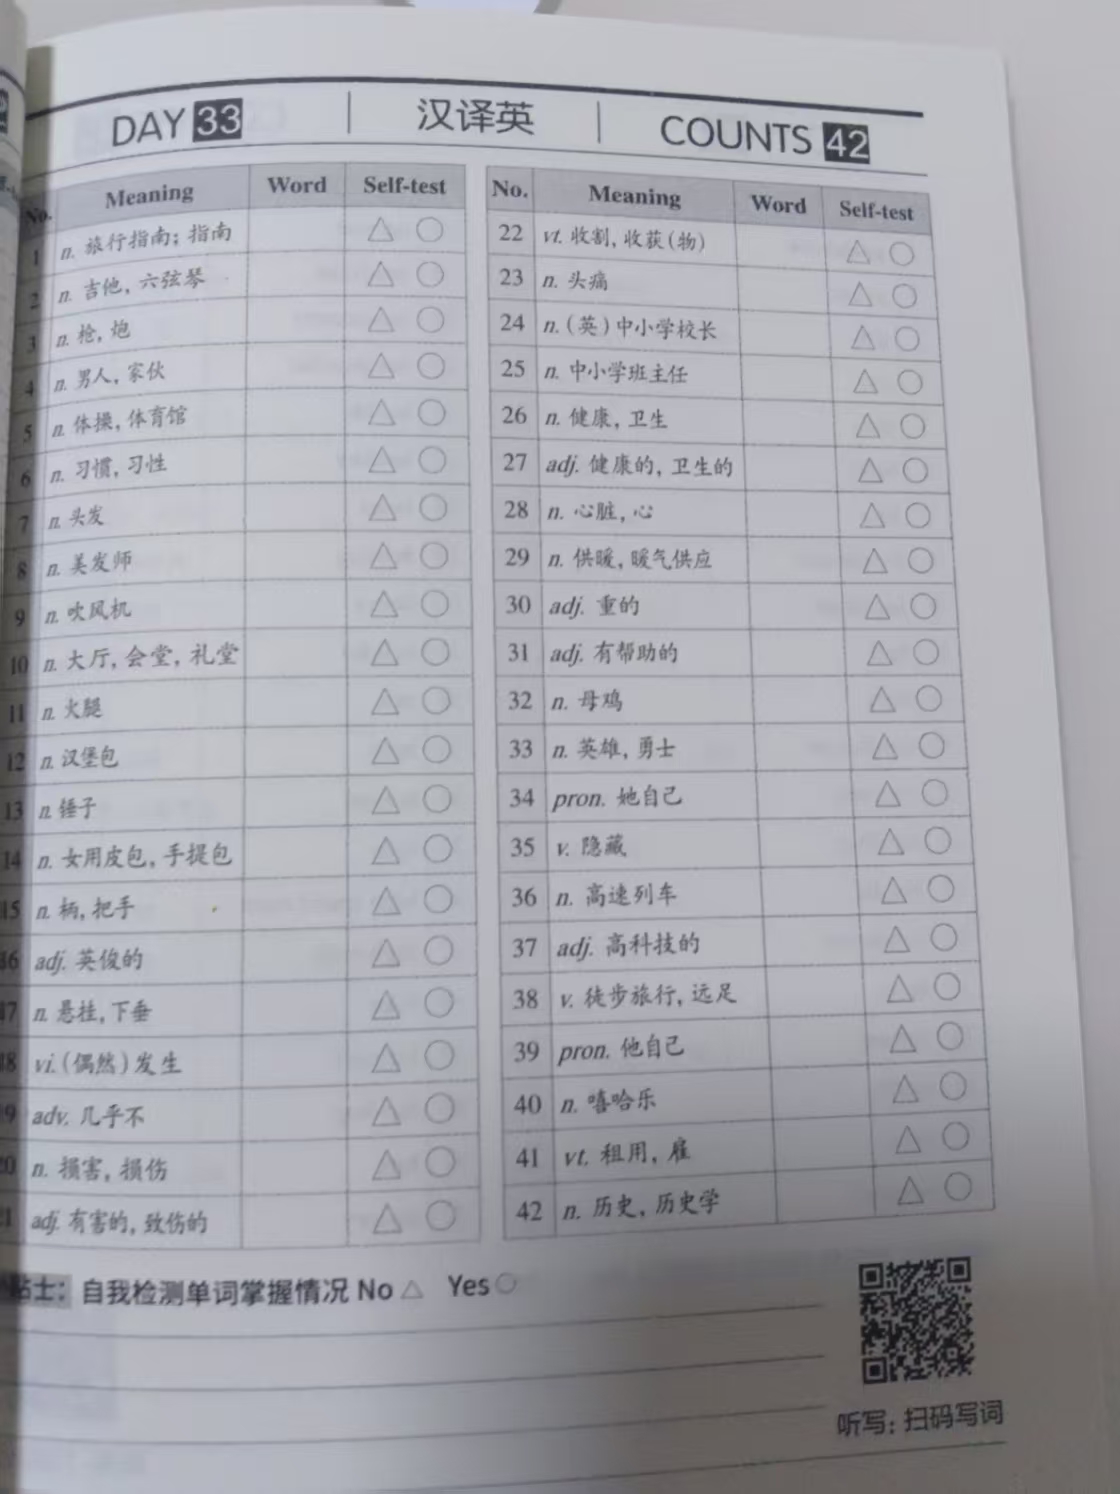 DAY 33 汉译英 COUNTS 42
No. Meaning Word Self-test
1 n. 旅行指南；指南 △ ○
2 n. 吉他，六弦琴 △ ○
3 n. 枪，炮 △ ○
4 n. 男人，家伙 △ ○
5 n. 体操，体育馆 △ ○
6 n. 习惯，习性 △ ○
7 n. 头发 △ ○
8 n. 美发师 △ ○
9 n. 吹风机 △ ○
10 n. 大厅，会堂，礼堂 △ ○
11 n. 火腿 △ ○
12 n. 汉堡包 △ ○
13 n. 锤子 △ ○
14 n. 女用皮包，手提包 △ ○
15 n. 柄，把手 △ ○
16 adj. 英俊的 △ ○
17 n. 悬挂，下垂 △ ○
18 vi.（偶然）发生 △ ○
9 adv. 几乎不 △ ○
20 n. 损害，损伤 △ ○
21 adj. 有害的，致伤的 △ ○
No. Meaning Word Self-test
22 vt. 收割，收获（物） △ ○
23 n. 头痛 △ ○
24 n.（英）中小学校长 △ ○
25 n. 中小学班主任 △ ○
26 n. 健康，卫生 △ ○
27 adj. 健康的，卫生的 △ ○
28 n. 心脏，心 △ ○
29 n. 供暖，暖气供应 △ ○
30 adj. 重的 △ ○
31 adj. 有帮助的 △ ○
32 n. 母鸡 △ ○
33 n. 英雄，勇士 △ ○
34 pron. 她自己 △ ○
35 v. 隐藏 △ ○
36 n. 高速列车 △ ○
37 adj. 高科技的 △ ○
38 v. 徒步旅行，远足 △ ○
39 pron. 他自己 △ ○
40 n. 嘻哈乐 △ ○
41 vt. 租用，雇 △ ○
42 n. 历史，历史学 △ ○
贴士：自我检测单词掌握情况 No △ Yes ○
听写：扫码写词